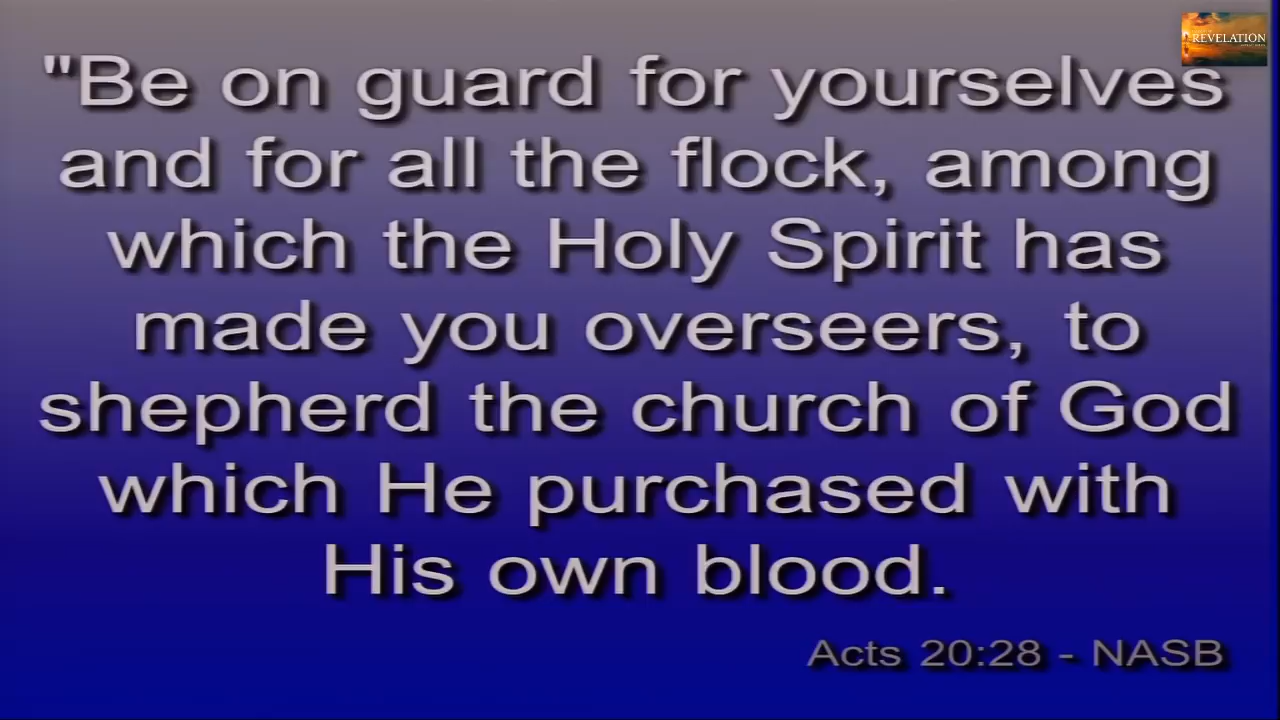 REVELATION
"Be on guard for yourselves
and for all the flock, among
which the Holy Spirit has
made you overseers, to
shepherd the church of God
which He purchased with
His own blood.
Acts 20:28 - NASB